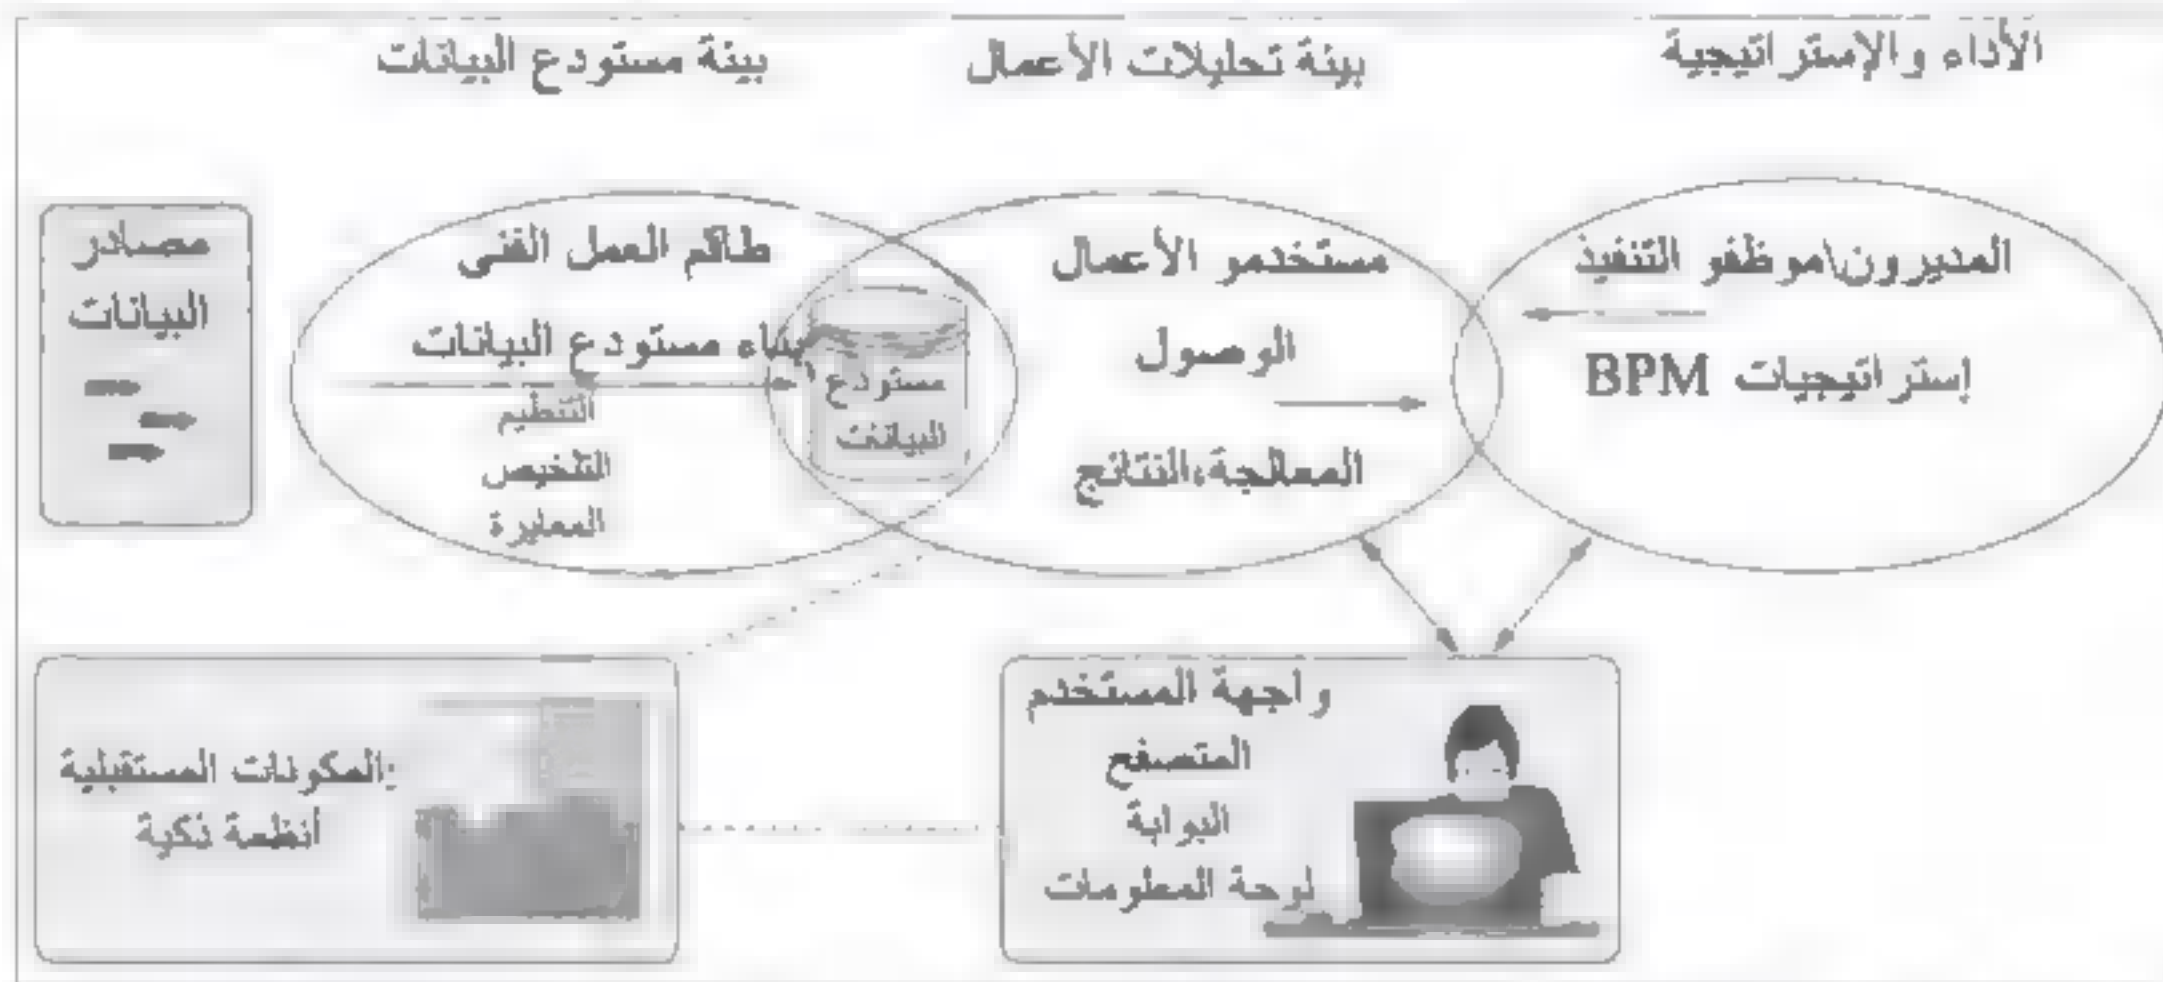 الأداء والإستراتيجية
بيئة تحليلات الأعمال
بيئة مستودع البيانات
المديرون\موظفو التنفيذ
إستراتيجيات BPM
مستخدمو الأعمال
الوصول
المعالجة،النتائج
طاقم العمل الفنى
بناء مستودع البيانات
التنظيم
التلخيص
المعايرة
مستودع
البيانات
مصادر
البيانات
واجهة المستخدم
المتصفح
البوابة
لوحة المعلومات
المكونات المستقبلية:
أنظمة ذكية